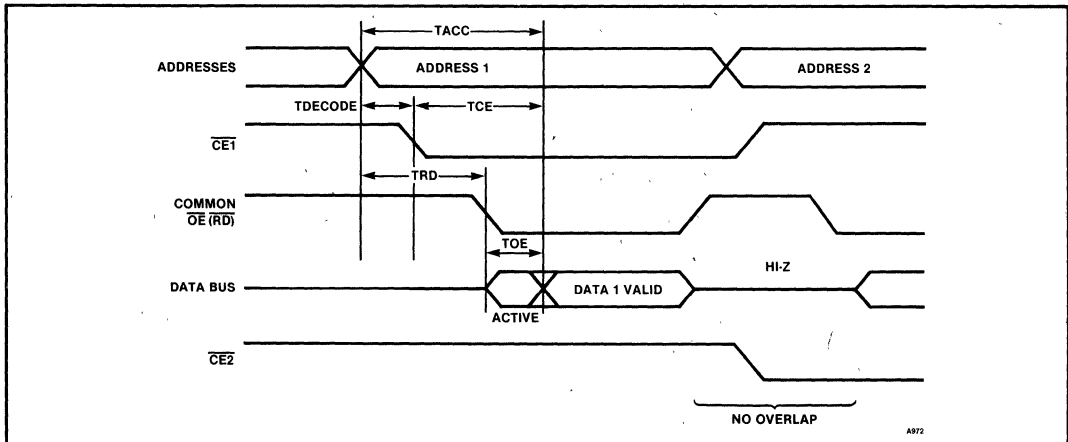 TACC
ADDRESSES
ADDRESS 1
ADDRESS 2
TDECODE
TCE
CE1
TRD
COMMON
OE (RD)
TOE
HI-Z
DATA BUS
DATA 1 VALID
ACTIVE
CE2
NO OVERLAP
A972